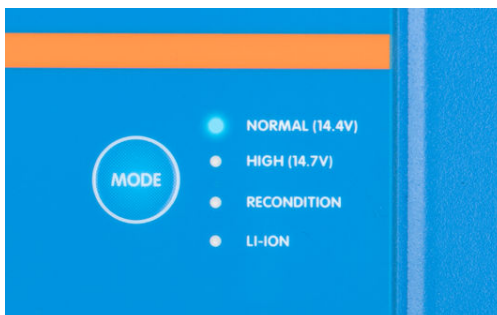 MODE
NORMAL (14.4V)
HIGH (14.7V)
RECONDITION
LI-ION